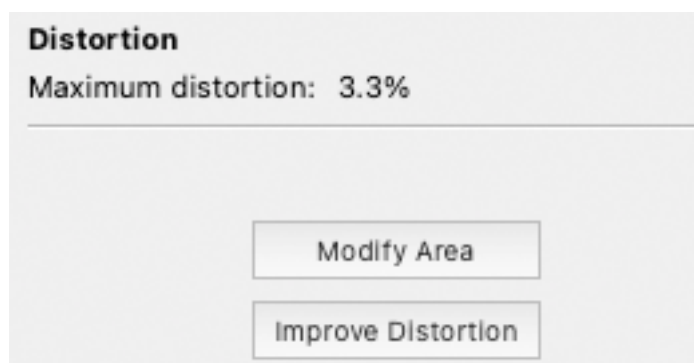 Distortion
Maximum distortion: 3.3%
Modify Area
Improve Distortion